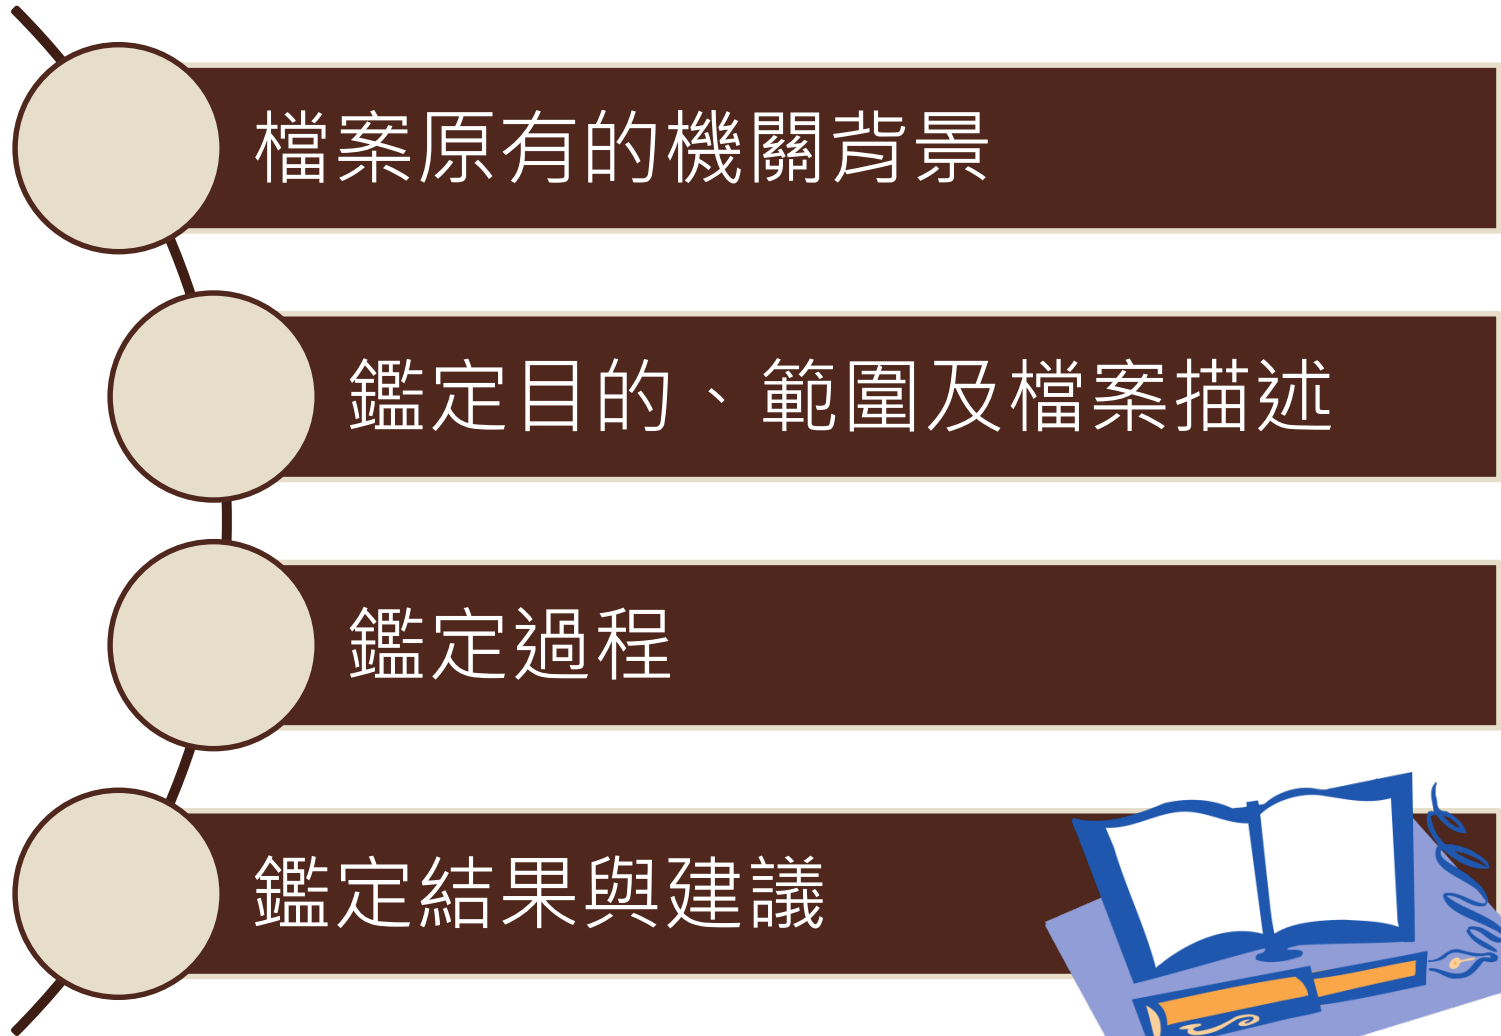 檔案原有的機關背景
鑑定目的、範圍及檔案描述
鑑定過程
鑑定結果與建議